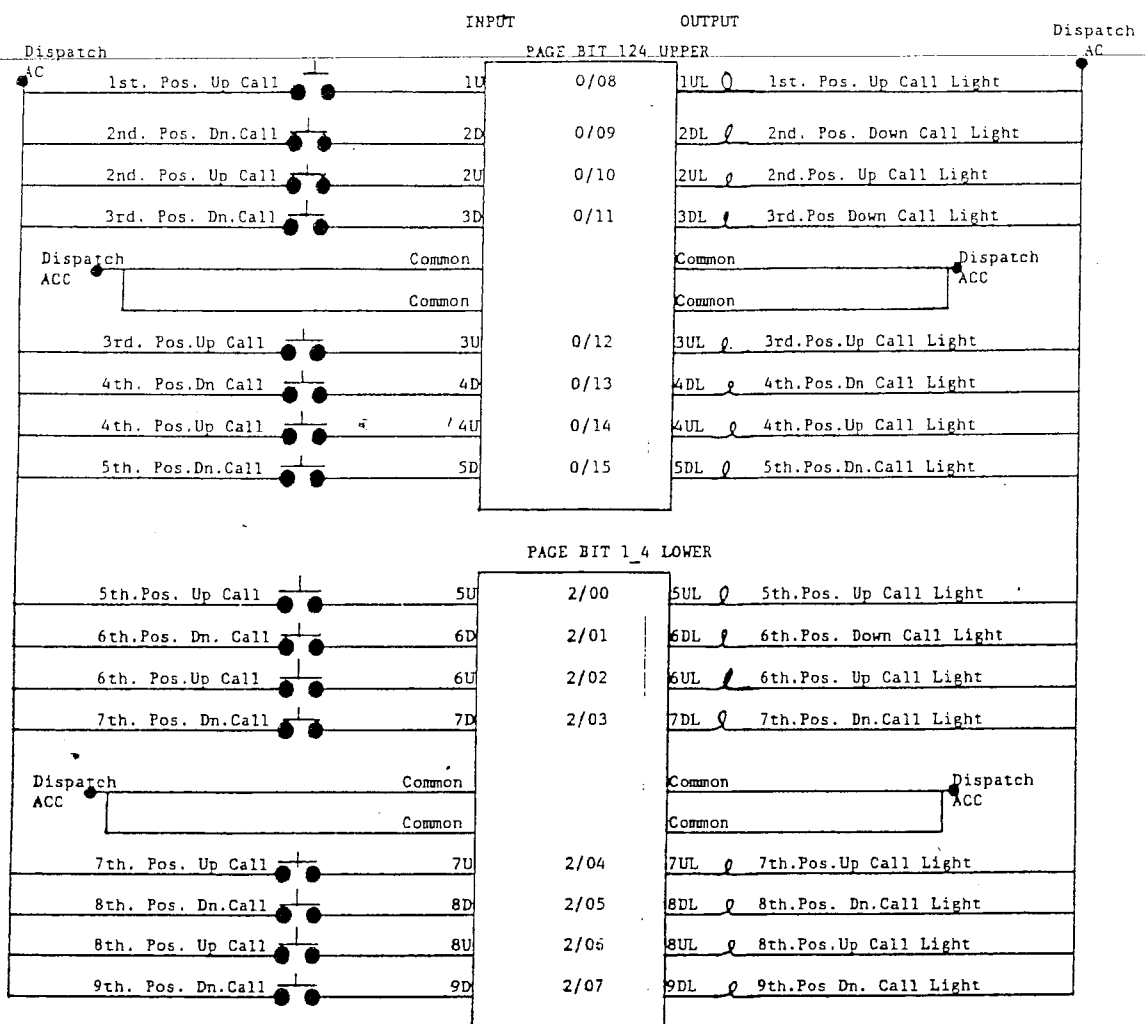 INPUT OUTPUT
Dispatch AC
Dispatch AC
PAGE BIT 124 UPPER
1st. Pos. Up Call 1U 0/08 1UL 1st. Pos. Up Call Light
2nd. Pos. Dn.Call 2D 0/09 2DL 2nd. Pos. Down Call Light
2nd. Pos. Up Call 2U 0/10 2UL 2nd.Pos. Up Call Light
3rd. Pos. Dn.Call 3D 0/11 3DL 3rd.Pos Down Call Light
Dispatch ACC Common Common Dispatch ACC
Common Common
3rd. Pos.Up Call 3U 0/12 3UL 3rd.Pos.Up Call Light
4th. Pos.Dn Call 4D 0/13 4DL 4th.Pos.Dn Call Light
4th. Pos.Up Call 4U 0/14 4UL 4th.Pos.Up Call Light
5th. Pos.Dn.Call 5D 0/15 5DL 5th.Pos.Dn.Call Light
PAGE BIT 1_4 LOWER
5th.Pos. Up Call 5U 2/00 5UL 5th.Pos. Up Call Light
6th.Pos. Dn. Call 6D 2/01 6DL 6th.Pos. Down Call Light
6th. Pos.Up Call 6U 2/02 6UL 6th.Pos. Up Call Light
7th. Pos. Dn.Call 7D 2/03 7DL 7th.Pos. Dn.Call Light
Dispatch ACC Common Common Dispatch ACC
Common Common
7th. Pos. Up Call 7U 2/04 7UL 7th.Pos.Up Call Light
8th. Pos. Dn.Call 8D 2/05 8DL 8th.Pos. Dn.Call Light
8th. Pos. Up Call 8U 2/06 8UL 8th.Pos.Up Call Light
9th. Pos. Dn.Call 9D 2/07 9DL 9th.Pos Dn. Call Light